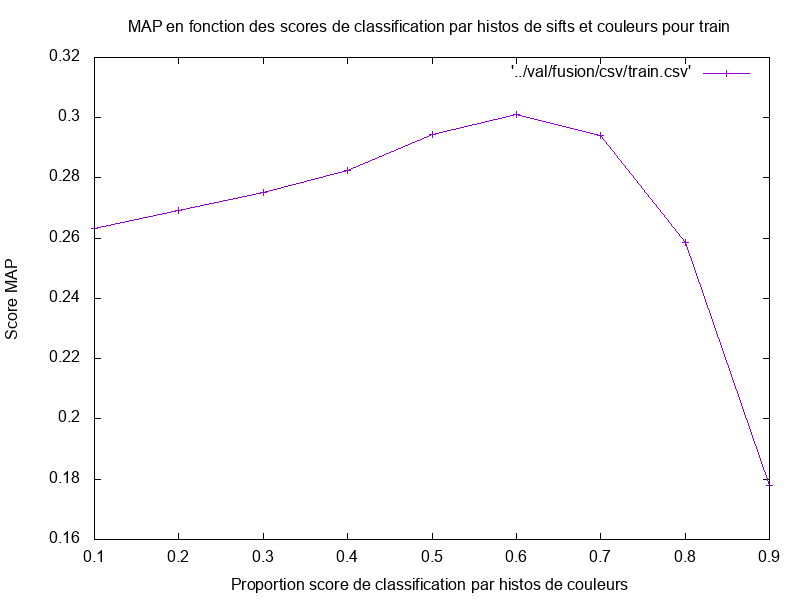 MAP en fonction des scores de classification par histos de sifts et couleurs pour train
0.32
'../val/fusion/csv/train.csv'
0.3
0.28
0.26
0.24
0.22
0.2
0.18
0.16
Score MAP
0.1 0.2 0.3 0.4 0.5 0.6 0.7 0.8 0.9
Proportion score de classification par histos de couleurs